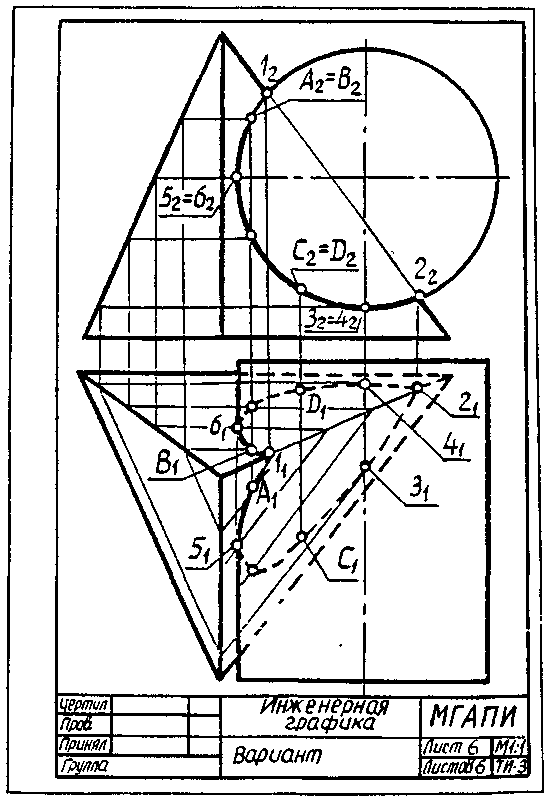 1₂
A₂=B₂
5₂=6₂
C₂=D₂
2₂
3₂=4₂
6₁
D₁
2₁
B₁
1₁
4₁
A₁
3₁
5₁
C₁
Чертил
Пров.
Принял
Группа
Инженерная
графика
Вариант
МГАПИ
Лист 6
М1:1
Листов 6
ТИ-3